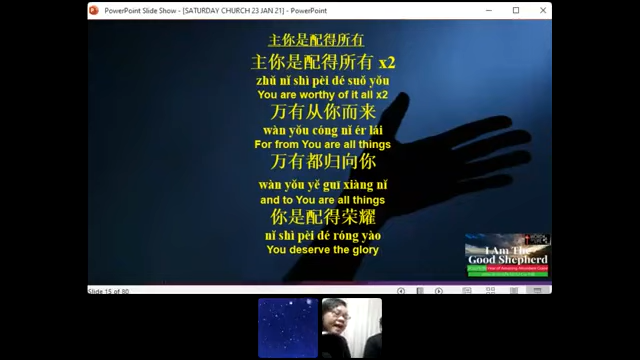 PowerPoint Slide Show - [SATURDAY CHURCH 23 JAN 21] - PowerPoint
主你是配得所有
主你是配得所有 x2
zhǔ nǐ shì pèi dé suǒ yǒu
You are worthy of it all x2
万有从你而来
wàn yǒu cóng nǐ ér lái
For from You are all things
万有都归向你
wàn yǒu yě guī xiàng nǐ
and to You are all things
你是配得荣耀
nǐ shì pèi dé róng yào
You deserve the glory
I Am The
Good Shepherd
Slide 15 of 80